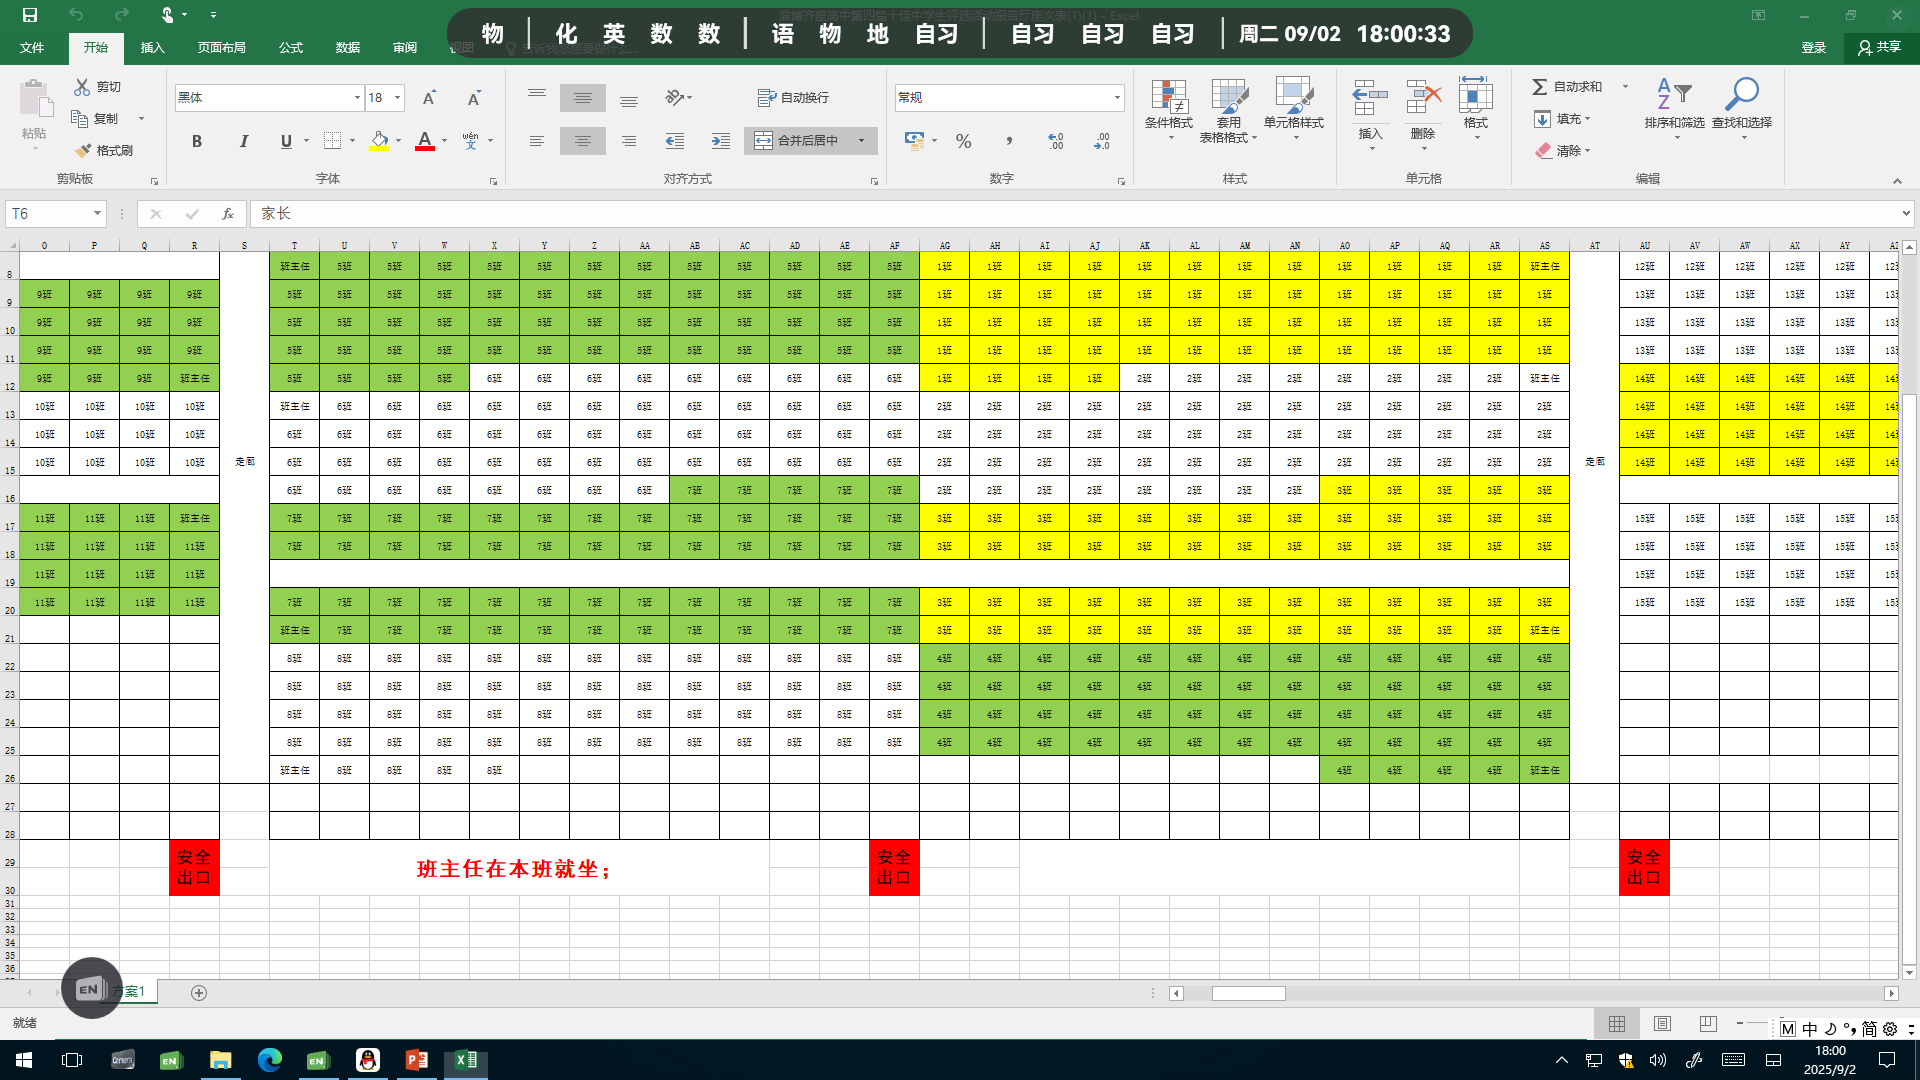 物 | 化 英 数 数 | 语 物 地 自习 | 自习 自习 自习 | 周二 09/02 18:00:33
文件 开始 插入 页面布局 公式 数据 审阅 视图 登录 共享
粘贴 剪切 复制 格式刷 剪贴板
黑体 18 B I U A wén 文 字体
自动换行 合并后居中 对齐方式
常规 % 数字
条件格式 套用表格格式 单元格样式 样式
插入 删除 格式 单元格
自动求和 填充 清除 排序和筛选 查找和选择 编辑
T6 fx 家长
O P Q R S T U V W X Y Z AA AB AC AD AE AF AG AH AI AJ AK AL AM AN AO AP AQ AR AS AT AU AV AW AX AY AZ
8 班主任 5班 5班 5班 5班 5班 5班 5班 5班 5班 5班 5班 5班 1班 1班 1班 1班 1班 1班 1班 1班 1班 1班 1班 1班 班主任 12班 12班 12班 12班 12班
9 9班 9班 9班 9班 5班 5班 5班 5班 5班 5班 5班 5班 5班 5班 5班 5班 5班 1班 1班 1班 1班 1班 1班 1班 1班 1班 1班 1班 1班 1班 13班 13班 13班 13班 13班
10 9班 9班 9班 9班 5班 5班 5班 5班 5班 5班 5班 5班 5班 5班 5班 5班 5班 1班 1班 1班 1班 1班 1班 1班 1班 1班 1班 1班 1班 1班 13班 13班 13班 13班 13班
11 9班 9班 9班 9班 5班 5班 5班 5班 5班 5班 5班 5班 5班 5班 5班 5班 5班 1班 1班 1班 1班 1班 1班 1班 1班 1班 1班 1班 1班 1班 13班 13班 13班 13班 13班
12 9班 9班 9班 班主任 5班 5班 5班 5班 6班 6班 6班 6班 6班 6班 6班 6班 6班 1班 1班 1班 1班 2班 2班 2班 2班 2班 2班 2班 2班 班主任 14班 14班 14班 14班 14班
13 10班 10班 10班 10班 班主任 6班 6班 6班 6班 6班 6班 6班 6班 6班 6班 6班 6班 2班 2班 2班 2班 2班 2班 2班 2班 2班 2班 2班 2班 2班 14班 14班 14班 14班 14班
14 10班 10班 10班 10班 6班 6班 6班 6班 6班 6班 6班 6班 6班 6班 6班 6班 6班 2班 2班 2班 2班 2班 2班 2班 2班 2班 2班 2班 2班 2班 14班 14班 14班 14班 14班
15 10班 10班 10班 10班 走廊 6班 6班 6班 6班 6班 6班 6班 6班 6班 6班 6班 6班 6班 2班 2班 2班 2班 2班 2班 2班 2班 2班 2班 2班 2班 2班 走廊 14班 14班 14班 14班 14班
16 6班 6班 6班 6班 6班 6班 6班 6班 7班 7班 7班 7班 7班 2班 2班 2班 2班 2班 2班 2班 2班 3班 3班 3班 3班 3班
17 11班 11班 11班 班主任 7班 7班 7班 7班 7班 7班 7班 7班 7班 7班 7班 7班 7班 3班 3班 3班 3班 3班 3班 3班 3班 3班 3班 3班 3班 3班 15班 15班 15班 15班 15班
18 11班 11班 11班 11班 7班 7班 7班 7班 7班 7班 7班 7班 7班 7班 7班 7班 7班 3班 3班 3班 3班 3班 3班 3班 3班 3班 3班 3班 3班 3班 15班 15班 15班 15班 15班
19 11班 11班 11班 11班 15班 15班 15班 15班 15班
20 11班 11班 11班 11班 7班 7班 7班 7班 7班 7班 7班 7班 7班 7班 7班 7班 7班 3班 3班 3班 3班 3班 3班 3班 3班 3班 3班 3班 3班 3班 15班 15班 15班 15班 15班
21 班主任 7班 7班 7班 7班 7班 7班 7班 7班 7班 7班 7班 7班 3班 3班 3班 3班 3班 3班 3班 3班 3班 3班 3班 3班 班主任
22 8班 8班 8班 8班 8班 8班 8班 8班 8班 8班 8班 8班 8班 4班 4班 4班 4班 4班 4班 4班 4班 4班 4班 4班 4班 4班
23 8班 8班 8班 8班 8班 8班 8班 8班 8班 8班 8班 8班 8班 4班 4班 4班 4班 4班 4班 4班 4班 4班 4班 4班 4班 4班
24 8班 8班 8班 8班 8班 8班 8班 8班 8班 8班 8班 8班 8班 4班 4班 4班 4班 4班 4班 4班 4班 4班 4班 4班 4班 4班
25 8班 8班 8班 8班 8班 8班 8班 8班 8班 8班 8班 8班 8班 4班 4班 4班 4班 4班 4班 4班 4班 4班 4班 4班 4班 4班
26 班主任 8班 8班 8班 8班 4班 4班 4班 4班 班主任
27
28
29 安全出口 班主任在本班就坐； 安全出口 安全出口
30
31
32
33
34
35
36
EN 方案1
就绪
M 中 简
18:00
2025/9/2